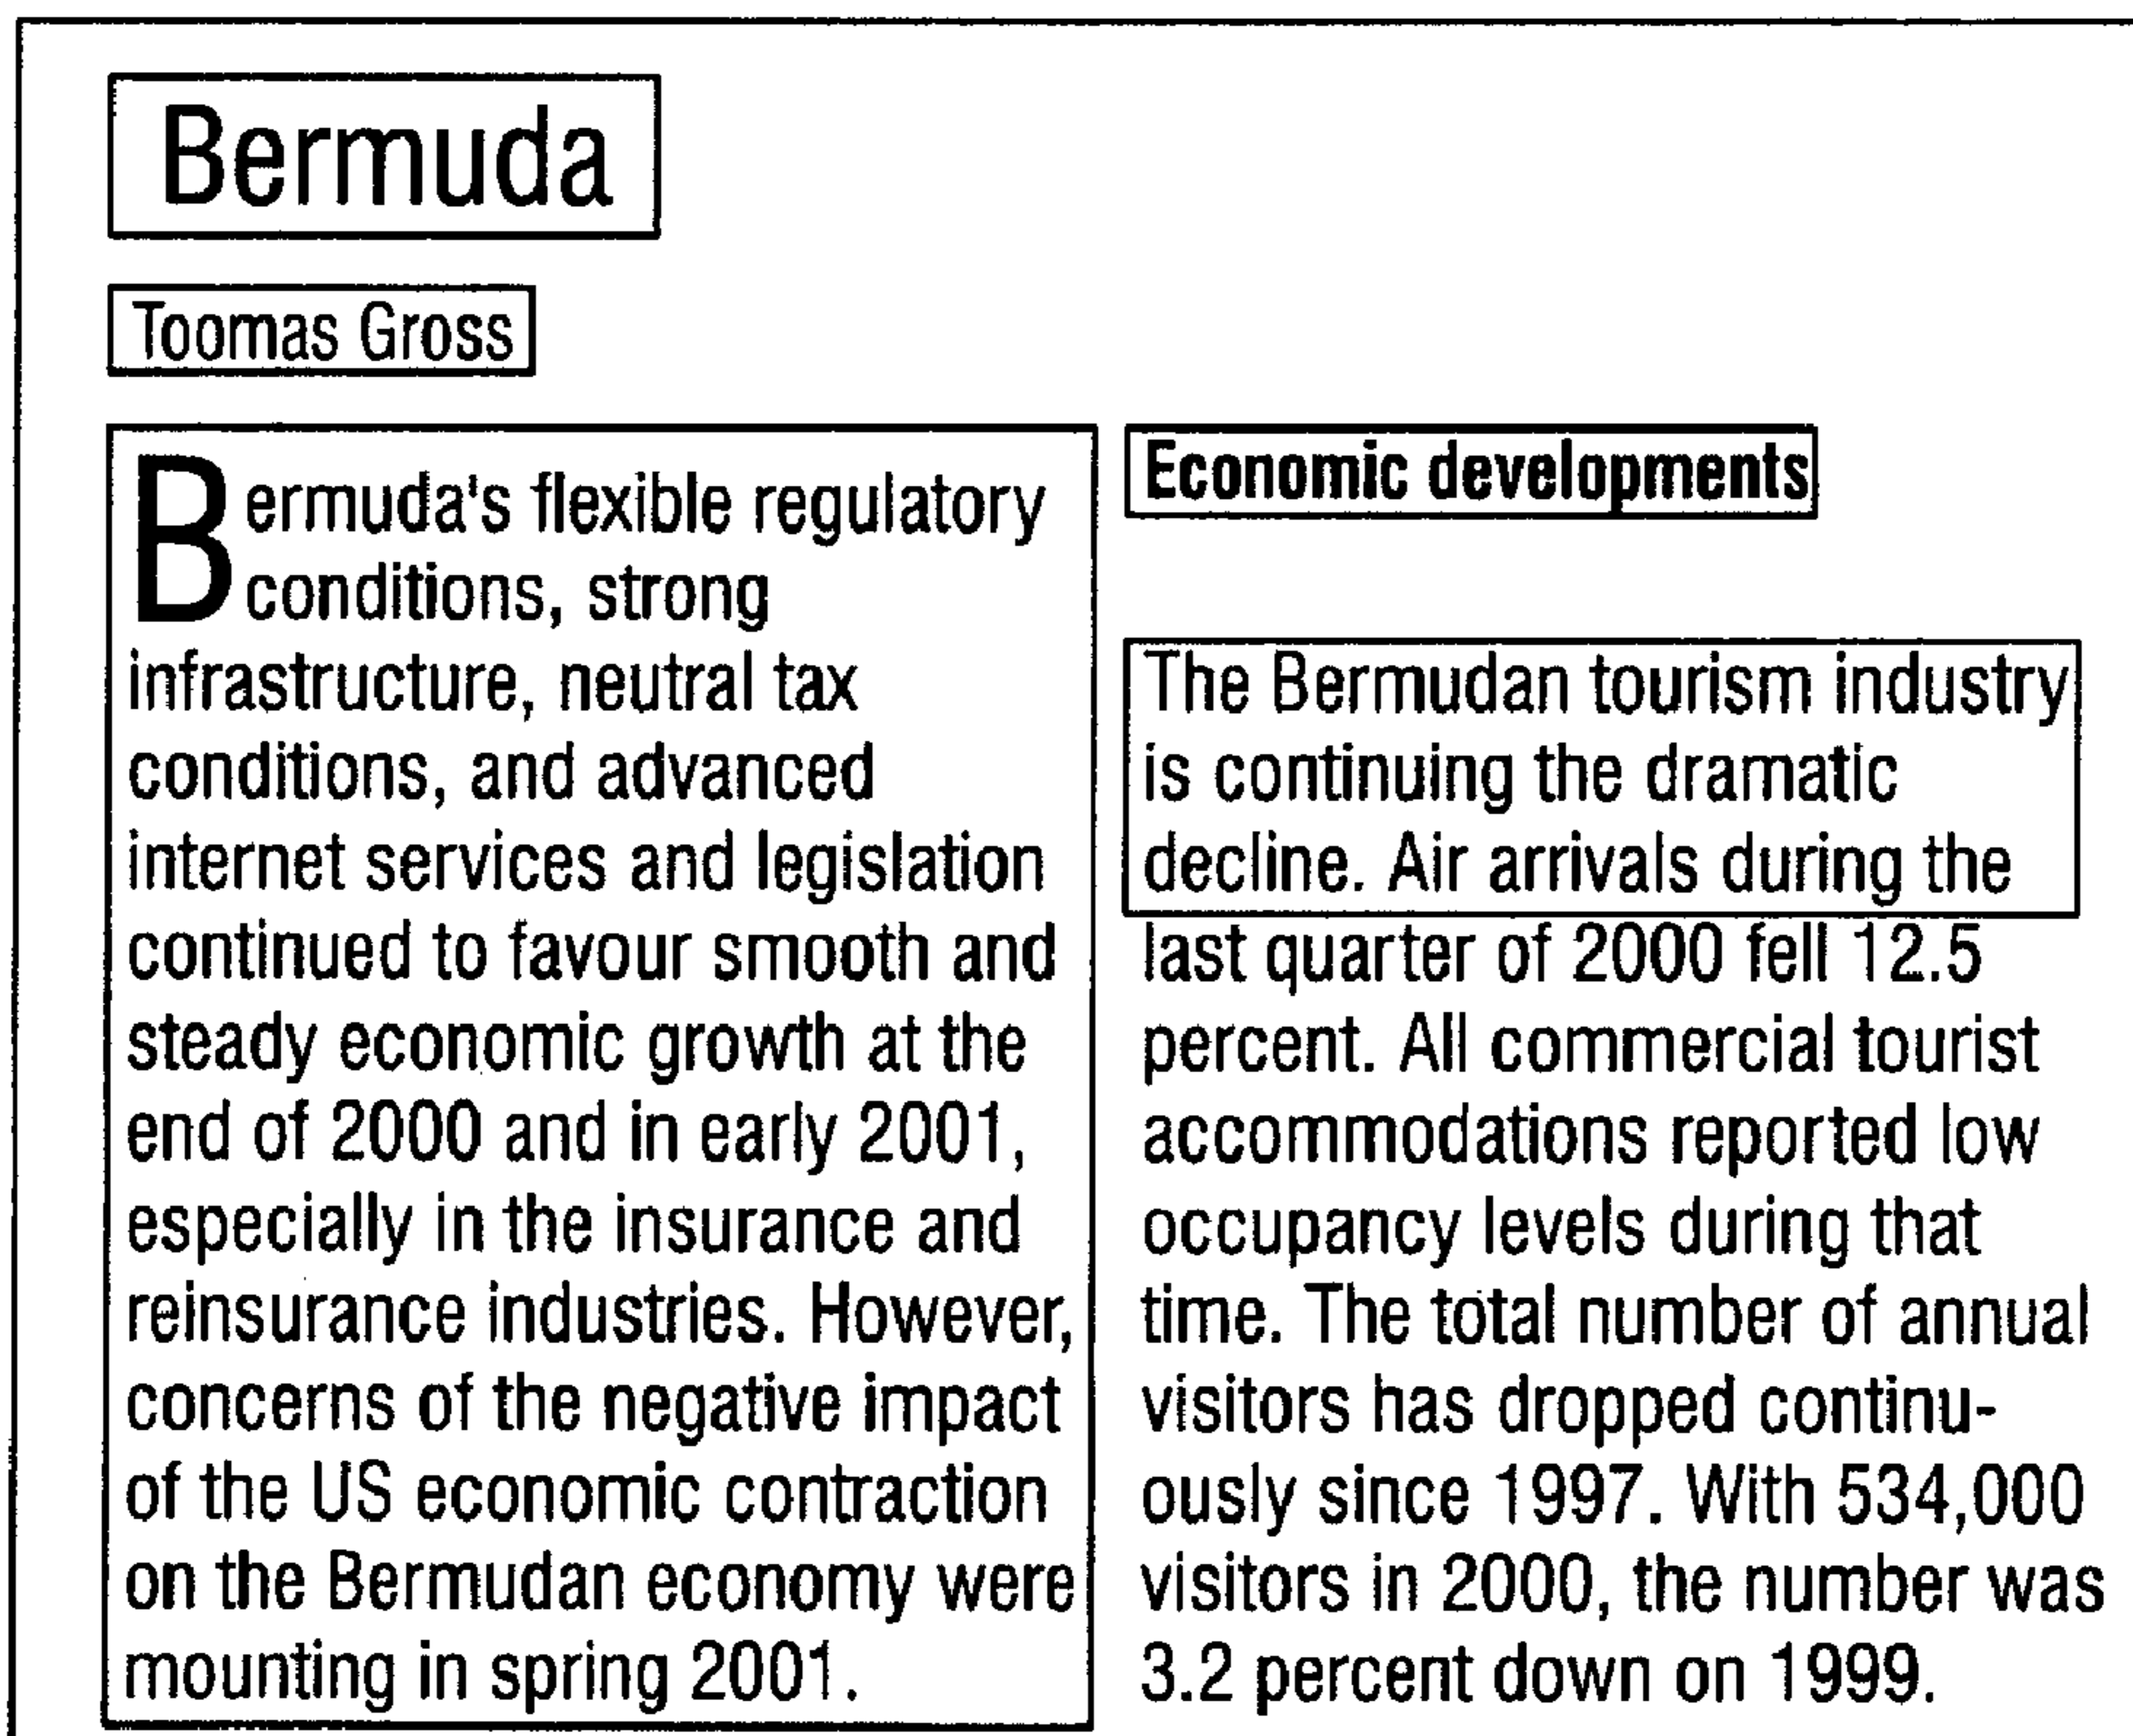 Bermuda
Toomas Gross
Bermuda's flexible regulatory
conditions, strong
infrastructure, neutral tax
conditions, and advanced
internet services and legislation
continued to favour smooth and
steady economic growth at the
end of 2000 and in early 2001,
especially in the insurance and
reinsurance industries. However,
concerns of the negative impact
of the US economic contraction
on the Bermudan economy were
mounting in spring 2001.
Economic developments
The Bermudan tourism industry
is continuing the dramatic
decline. Air arrivals during the
last quarter of 2000 fell 12.5
percent. All commercial tourist
accommodations reported low
occupancy levels during that
time. The total number of annual
visitors has dropped continu-
ously since 1997. With 534,000
visitors in 2000, the number was
3.2 percent down on 1999.